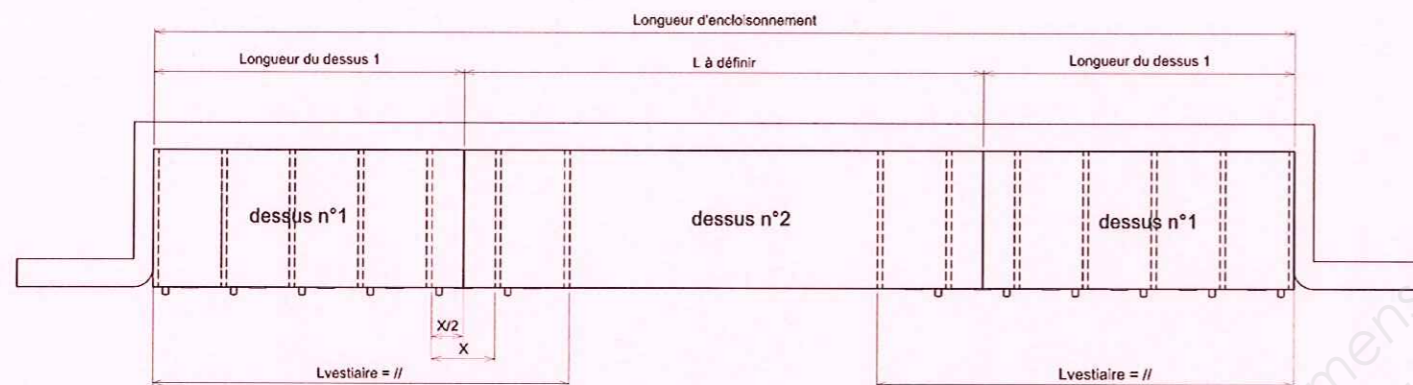 Longueur d'encloisonnement
Longueur du dessus 1
L à définir
Longueur du dessus 1
dessus n°1
dessus n°2
dessus n°1
X/2
X
Lvestiaire = //
Lvestiaire = //